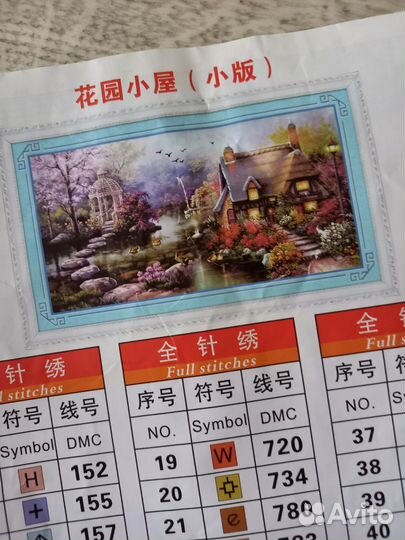 花园小屋（小版）
针绣 全针绣 全针
l stitches Full stitches Full
符号 线号 序号 符号 线号 序号
Symbol DMC NO. Symbol DMC NO.
H 152 19 W 720 37
+ 155 20 734 38
157 21 e 780 39
40
Avito